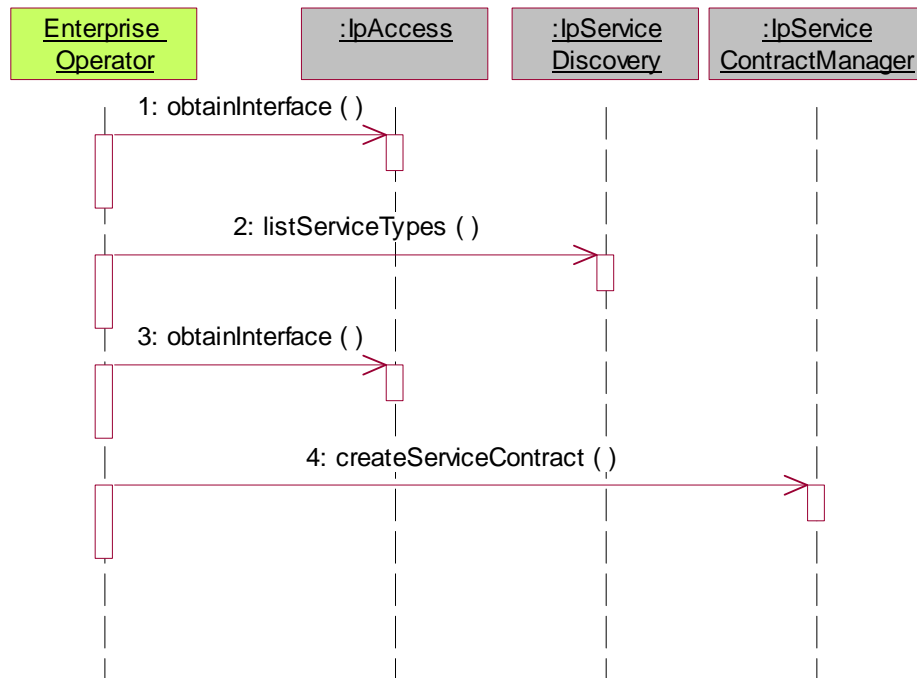 Enterprise
Operator
:IpAccess
:IpService
Discovery
:IpService
ContractManager
1: obtainInterface ( )
2: listServiceTypes ( )
3: obtainInterface ( )
4: createServiceContract ( )